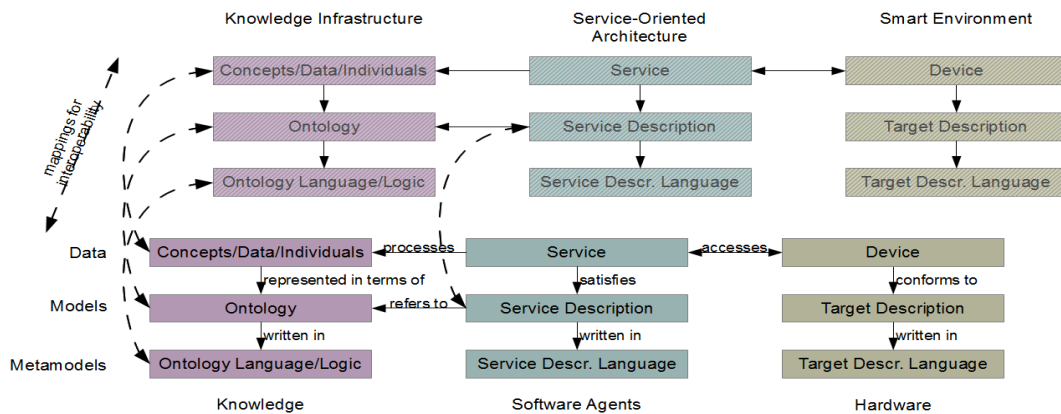 Knowledge Infrastructure
Service-Oriented
Architecture
Smart Environment
Concepts/Data/Individuals
Service
Device
mappings for
interoperability
Ontology
Service Description
Target Description
Ontology Language/Logic
Service Descr. Language
Target Descr. Language
Data
Concepts/Data/Individuals
processes
Service
accesses
Device
represented in terms of
satisfies
conforms to
Models
Ontology
refers to
Service Description
Target Description
written in
written in
written in
Metamodels
Ontology Language/Logic
Service Descr. Language
Target Descr. Language
Knowledge
Software Agents
Hardware